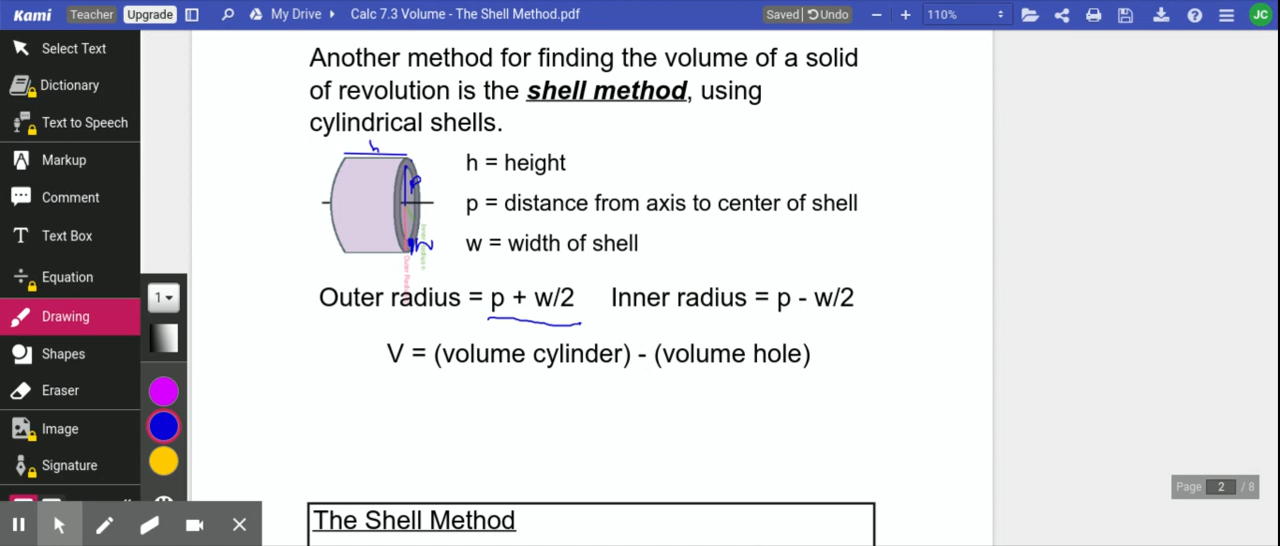 Kami Teacher Upgrade My Drive Calc 7.3 Volume - The Shell Method.pdf Saved Undo − + 110% JC
Select Text
Dictionary
Text to Speech
Markup
Comment
Text Box
Equation
Drawing
Shapes
Eraser
Image
Signature
1
Another method for finding the volume of a solid
of revolution is the shell method, using
cylindrical shells.
h
h = height
p
p = distance from axis to center of shell
w = width of shell
Outer radius = p + w/2 Inner radius = p - w/2
V = (volume cylinder) - (volume hole)
Page 2 / 8
The Shell Method